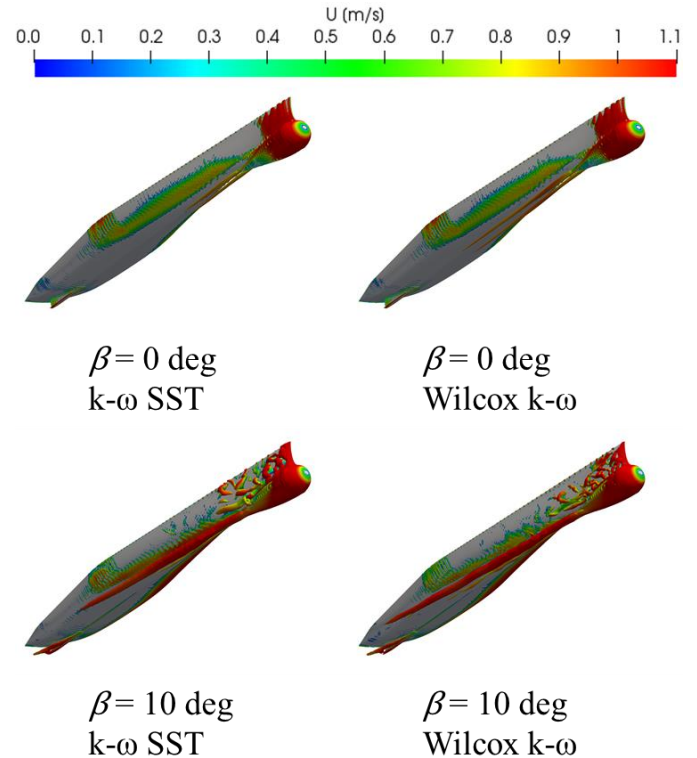 U (m/s)
0.0 0.1 0.2 0.3 0.4 0.5 0.6 0.7 0.8 0.9 1 1.1
β = 0 deg
k-ω SST
β = 0 deg
Wilcox k-ω
β = 10 deg
k-ω SST
β = 10 deg
Wilcox k-ω